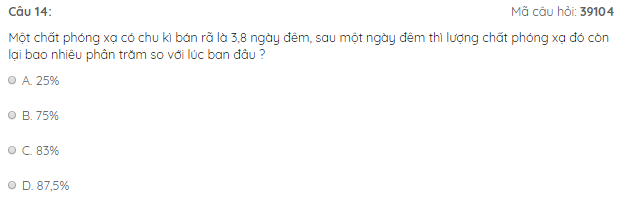 Câu 14: Mã câu hỏi: 39104
Một chất phóng xạ có chu kì bán rã là 3,8 ngày đêm, sau một ngày đêm thì lượng chất phóng xạ đó còn
lại bao nhiêu phân trăm so với lúc ban đầu ?
A. 25%
B. 75%
C. 83%
D. 87,5%